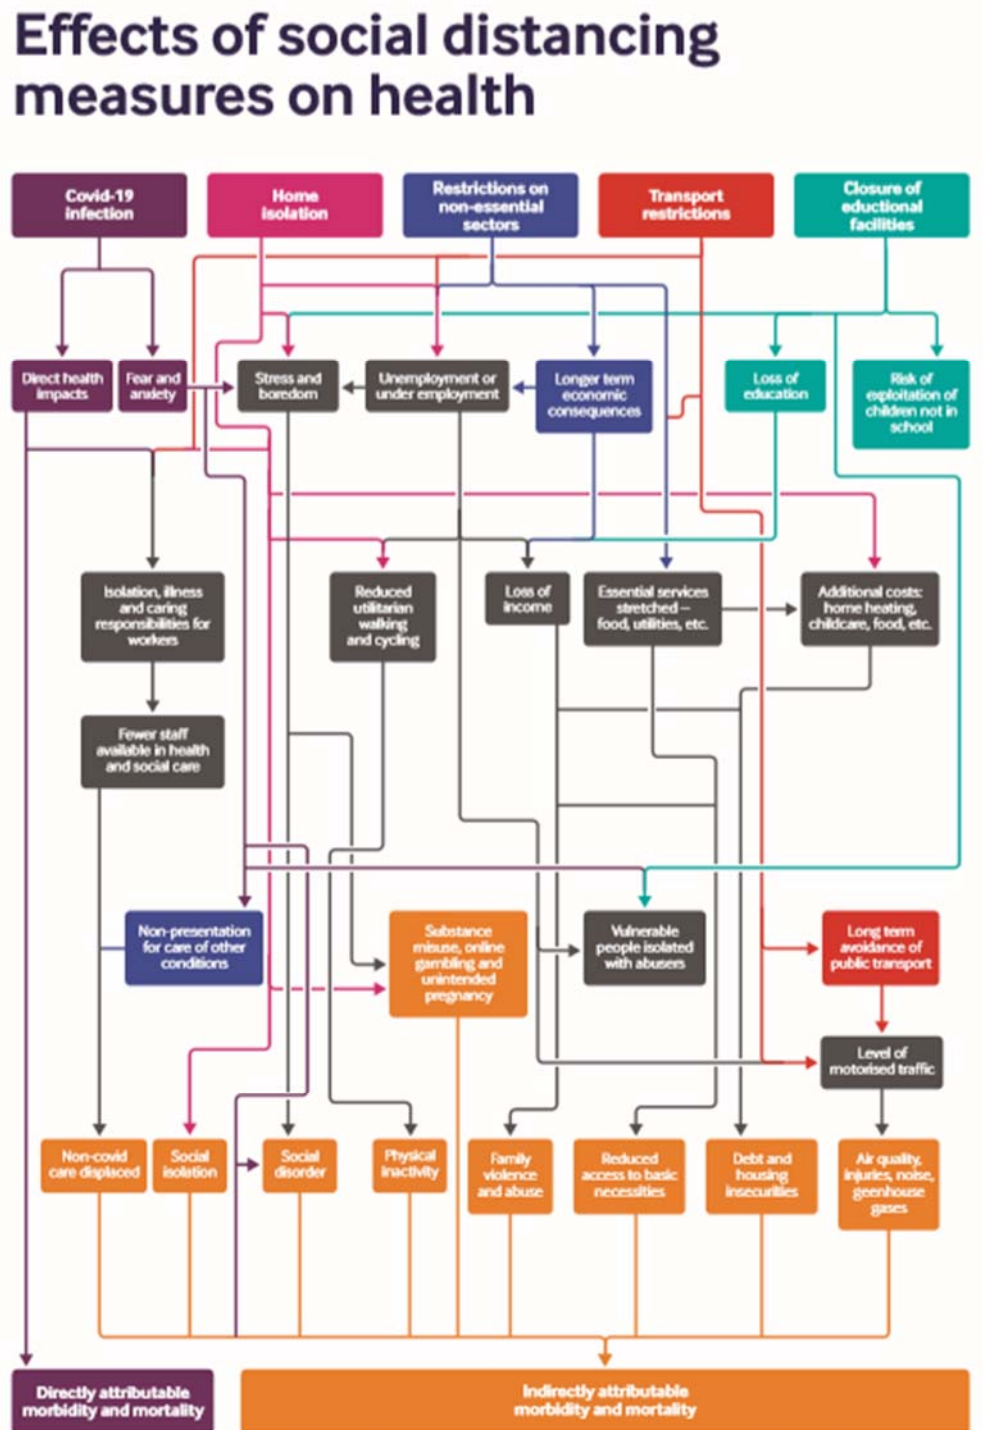 Effects of social distancing
measures on health
Covid-19
infection
Home
isolation
Restrictions on
non-essential
sectors
Transport
restrictions
Closure of
eductional
facilities
Direct health
impacts
Fear and
anxiety
Stress and
boredom
Unemployment or
under employment
Longer term
economic
consequences
Loss of
education
Risk of
exploitation of
children not in
school
Isolation, illness
and caring
responsibilities for
workers
Reduced
utilitarian
walking
and cycling
Loss of
income
Essential services
stretched –
food, utilities, etc.
Additional costs:
home heating,
childcare, food, etc.
Fewer staff
available in health
and social care
Non-presentation
for care of other
conditions
Substance
misuse, online
gambling and
unintended
pregnancy
Vulnerable
people isolated
with abusers
Long term
avoidance of
public transport
Level of
motorised traffic
Non-covid
care displaced
Social
isolation
Social
disorder
Physical
inactivity
Family
violence
and abuse
Reduced
access to basic
necessities
Debt and
housing
insecurities
Air quality,
injuries, noise,
greenhouse
gases
Directly attributable
morbidity and mortality
Indirectly attributable
morbidity and mortality